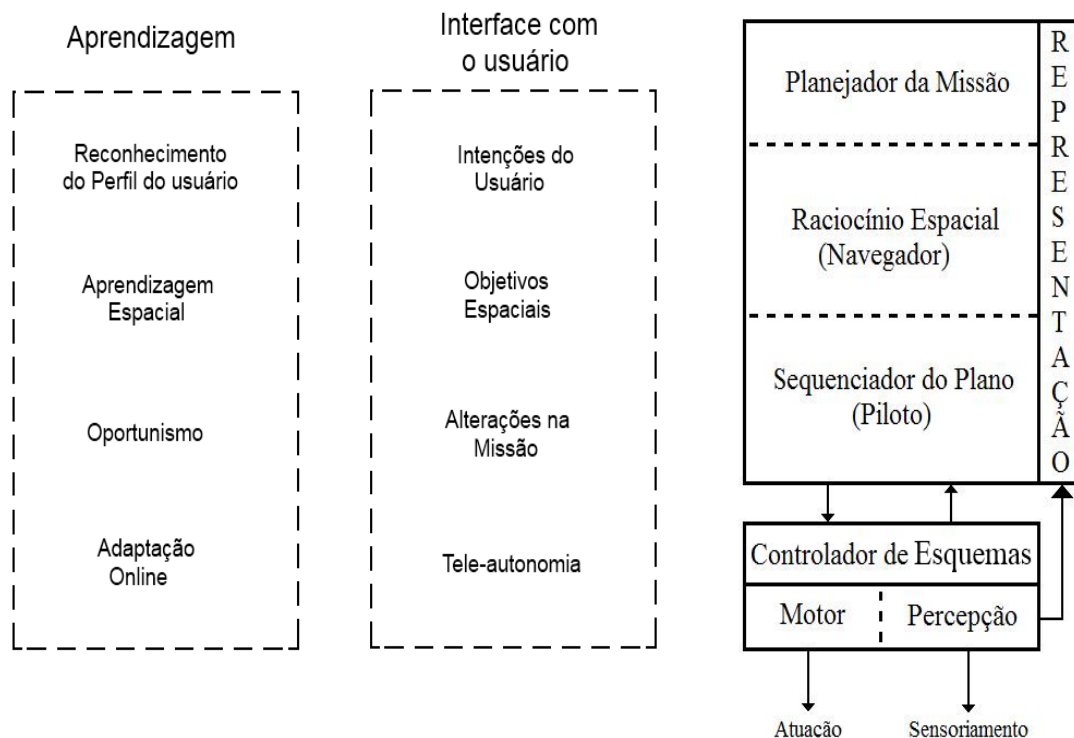 Aprendizagem
Reconhecimento
do Perfil do usuário
Aprendizagem
Espacial
Oportunismo
Adaptação
Online
Interface com
o usuário
Intenções do
Usuário
Objetivos
Espaciais
Alterações na
Missão
Tele-autonomia
Planejador da Missão
Raciocínio Espacial
(Navegador)
Sequenciador do Plano
(Piloto)
REPRESENTAÇÃO
Controlador de Esquemas
Motor
Percepção
Atuação
Sensoriamento